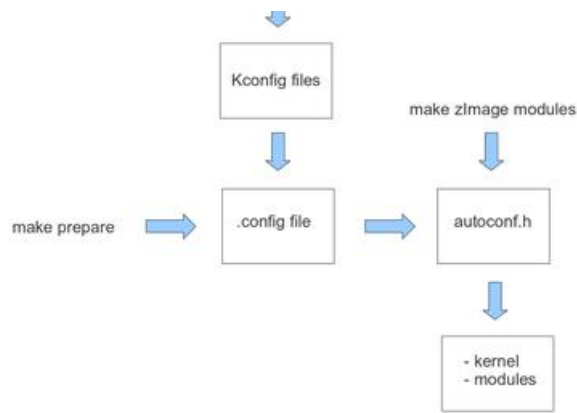 Kconfig files
make zImage modules
make prepare
.config file
autoconf.h
- kernel
- modules